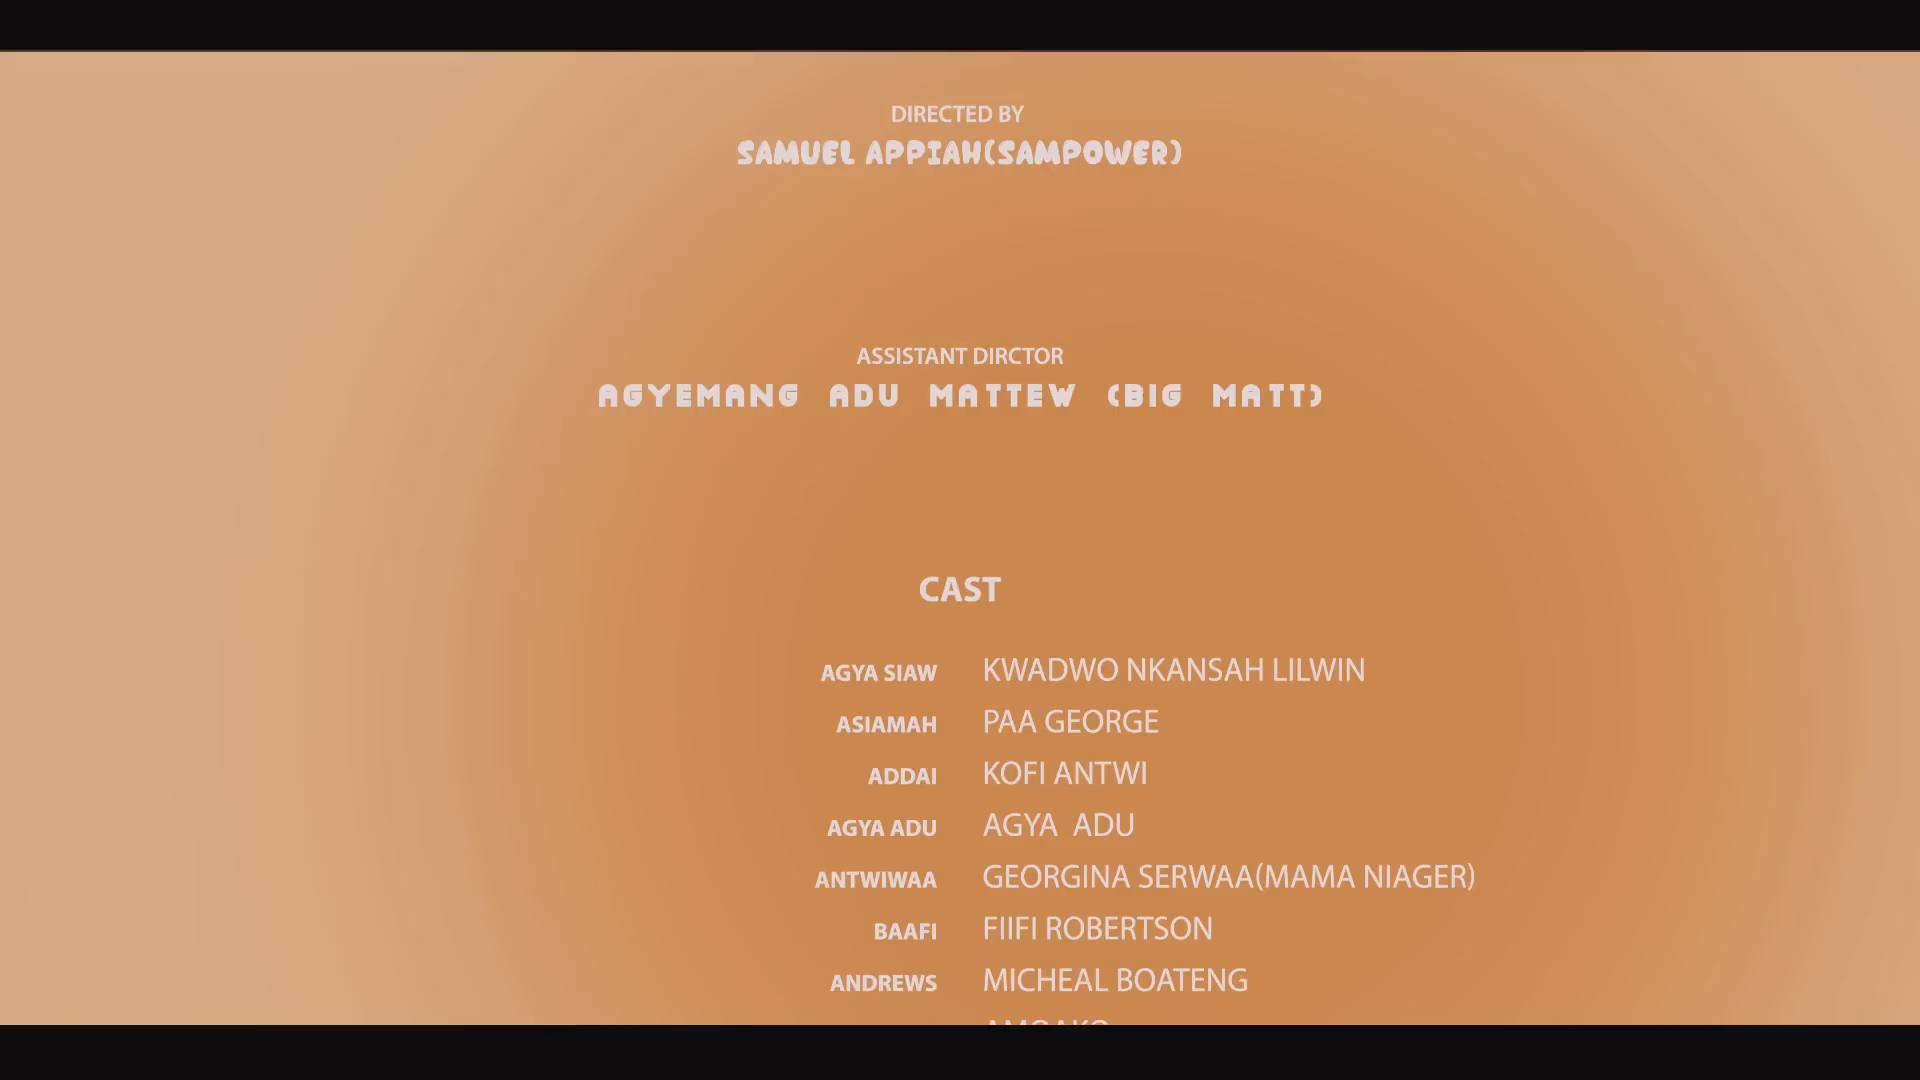 DIRECTED BY
SAMUEL APPIAH(SAMPOWER)
ASSISTANT DIRCTOR
AGYEMANG ADU MATTEW (BIG MATT)
CAST
AGYA SIAW KWADWO NKANSAH LILWIN
ASIAMAH PAA GEORGE
ADDAI KOFI ANTWI
AGYA ADU AGYA ADU
ANTWIWAA GEORGINA SERWAA(MAMA NIAGER)
BAAFI FIIFI ROBERTSON
ANDREWS MICHEAL BOATENG